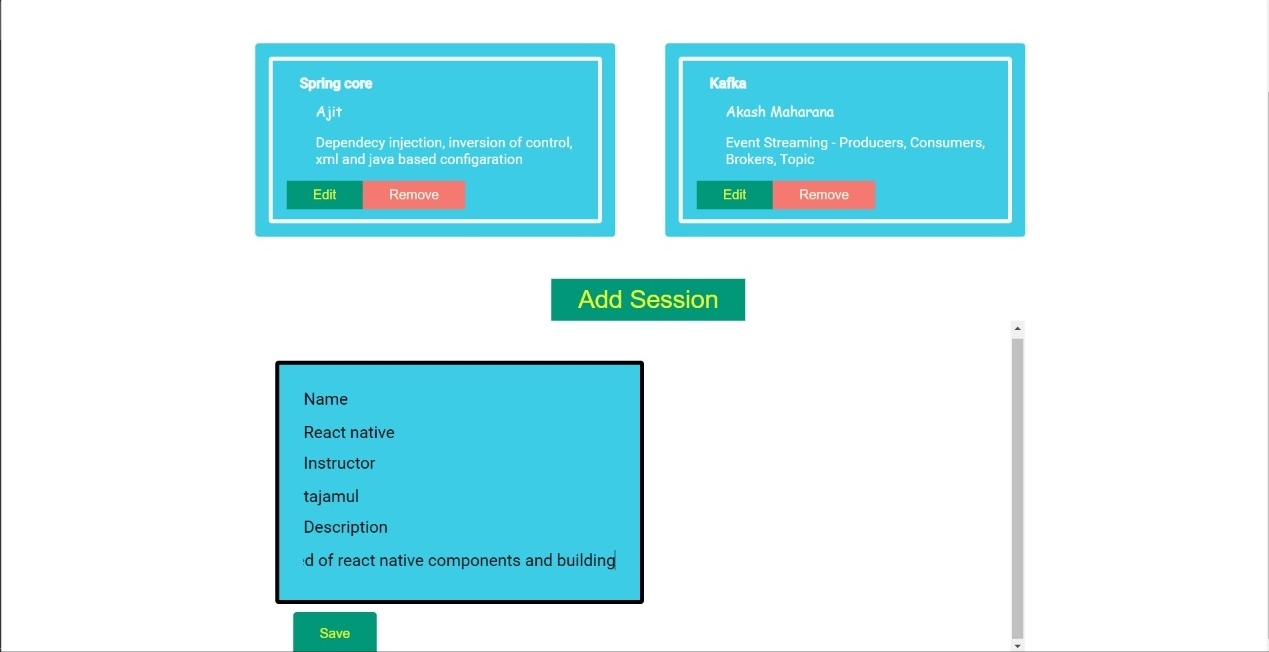 Spring core
Ajit
Dependecy injection, inversion of control,
xml and java based configaration
Edit Remove
Kafka
Akash Maharana
Event Streaming - Producers, Consumers,
Brokers, Topic
Edit Remove
Add Session
Name
React native
Instructor
tajamul
Description
of react native components and building
Save